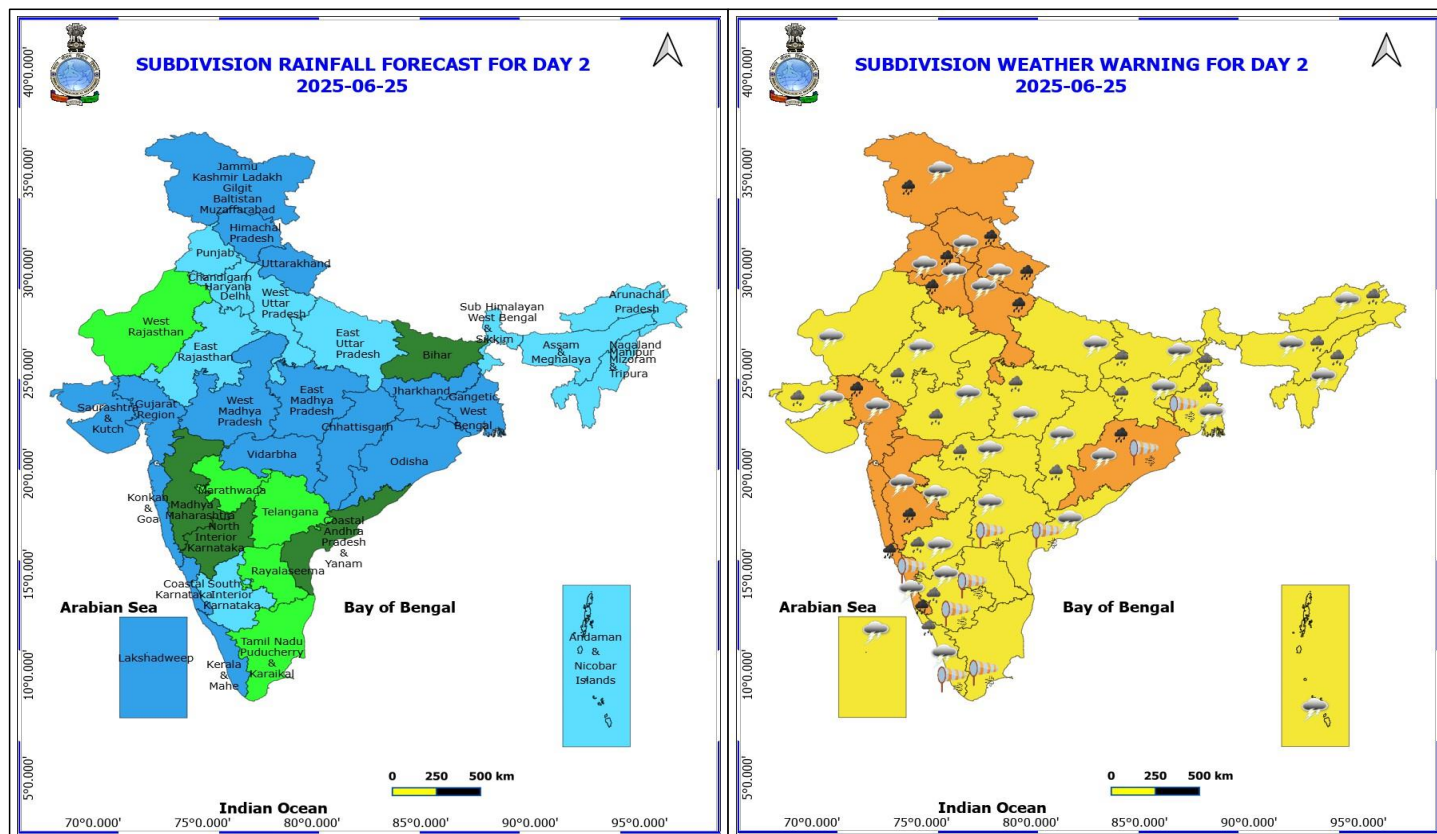 SUBDIVISION RAINFALL FORECAST FOR DAY 2
2025-06-25
40°0.000'
35°0.000'
30°0.000'
25°0.000'
20°0.000'
15°0.000'
10°0.000'
5°0.000'
Jammu
Kashmir Ladakh
Gilgit
Baltistan
Muzaffarabad
Himachal
Pradesh
Punjab
Uttarakhand
Chandigarh
Haryana
Delhi
West
Uttar
Pradesh
West
Rajasthan
East
Rajasthan
East
Uttar
Pradesh
Bihar
Sub Himalayan
West Bengal
&
Sikkim
Arunachal
Pradesh
Assam
&
Meghalaya
Nagaland
Manipur
Mizoram
&
Tripura
Saurashtra
&
Kutch
Gujarat
Region
West
Madhya
Pradesh
East
Madhya
Pradesh
Jharkhand
Gangetic
West
Bengal
Chhattisgarh
Vidarbha
Odisha
Konkan
&
Goa
Madhya
Maharashtra
Marathwada
Telangana
North
Interior
Karnataka
Coastal
Andhra
Pradesh
&
Yanam
Rayalaseema
Coastal
Karnataka
South
Interior
Karnataka
Tamil Nadu
Puducherry
&
Karaikal
Kerala
&
Mahe
Lakshadweep
Andaman
&
Nicobar
Islands
Arabian Sea
Bay of Bengal
Indian Ocean
0 250 500 km
70°0.000' 75°0.000' 80°0.000' 85°0.000' 90°0.000' 95°0.000'
SUBDIVISION WEATHER WARNING FOR DAY 2
2025-06-25
40°0.000'
35°0.000'
30°0.000'
25°0.000'
20°0.000'
15°0.000'
10°0.000'
5°0.000'
Arabian Sea
Bay of Bengal
Indian Ocean
0 250 500 km
70°0.000' 75°0.000' 80°0.000' 85°0.000' 90°0.000' 95°0.000'